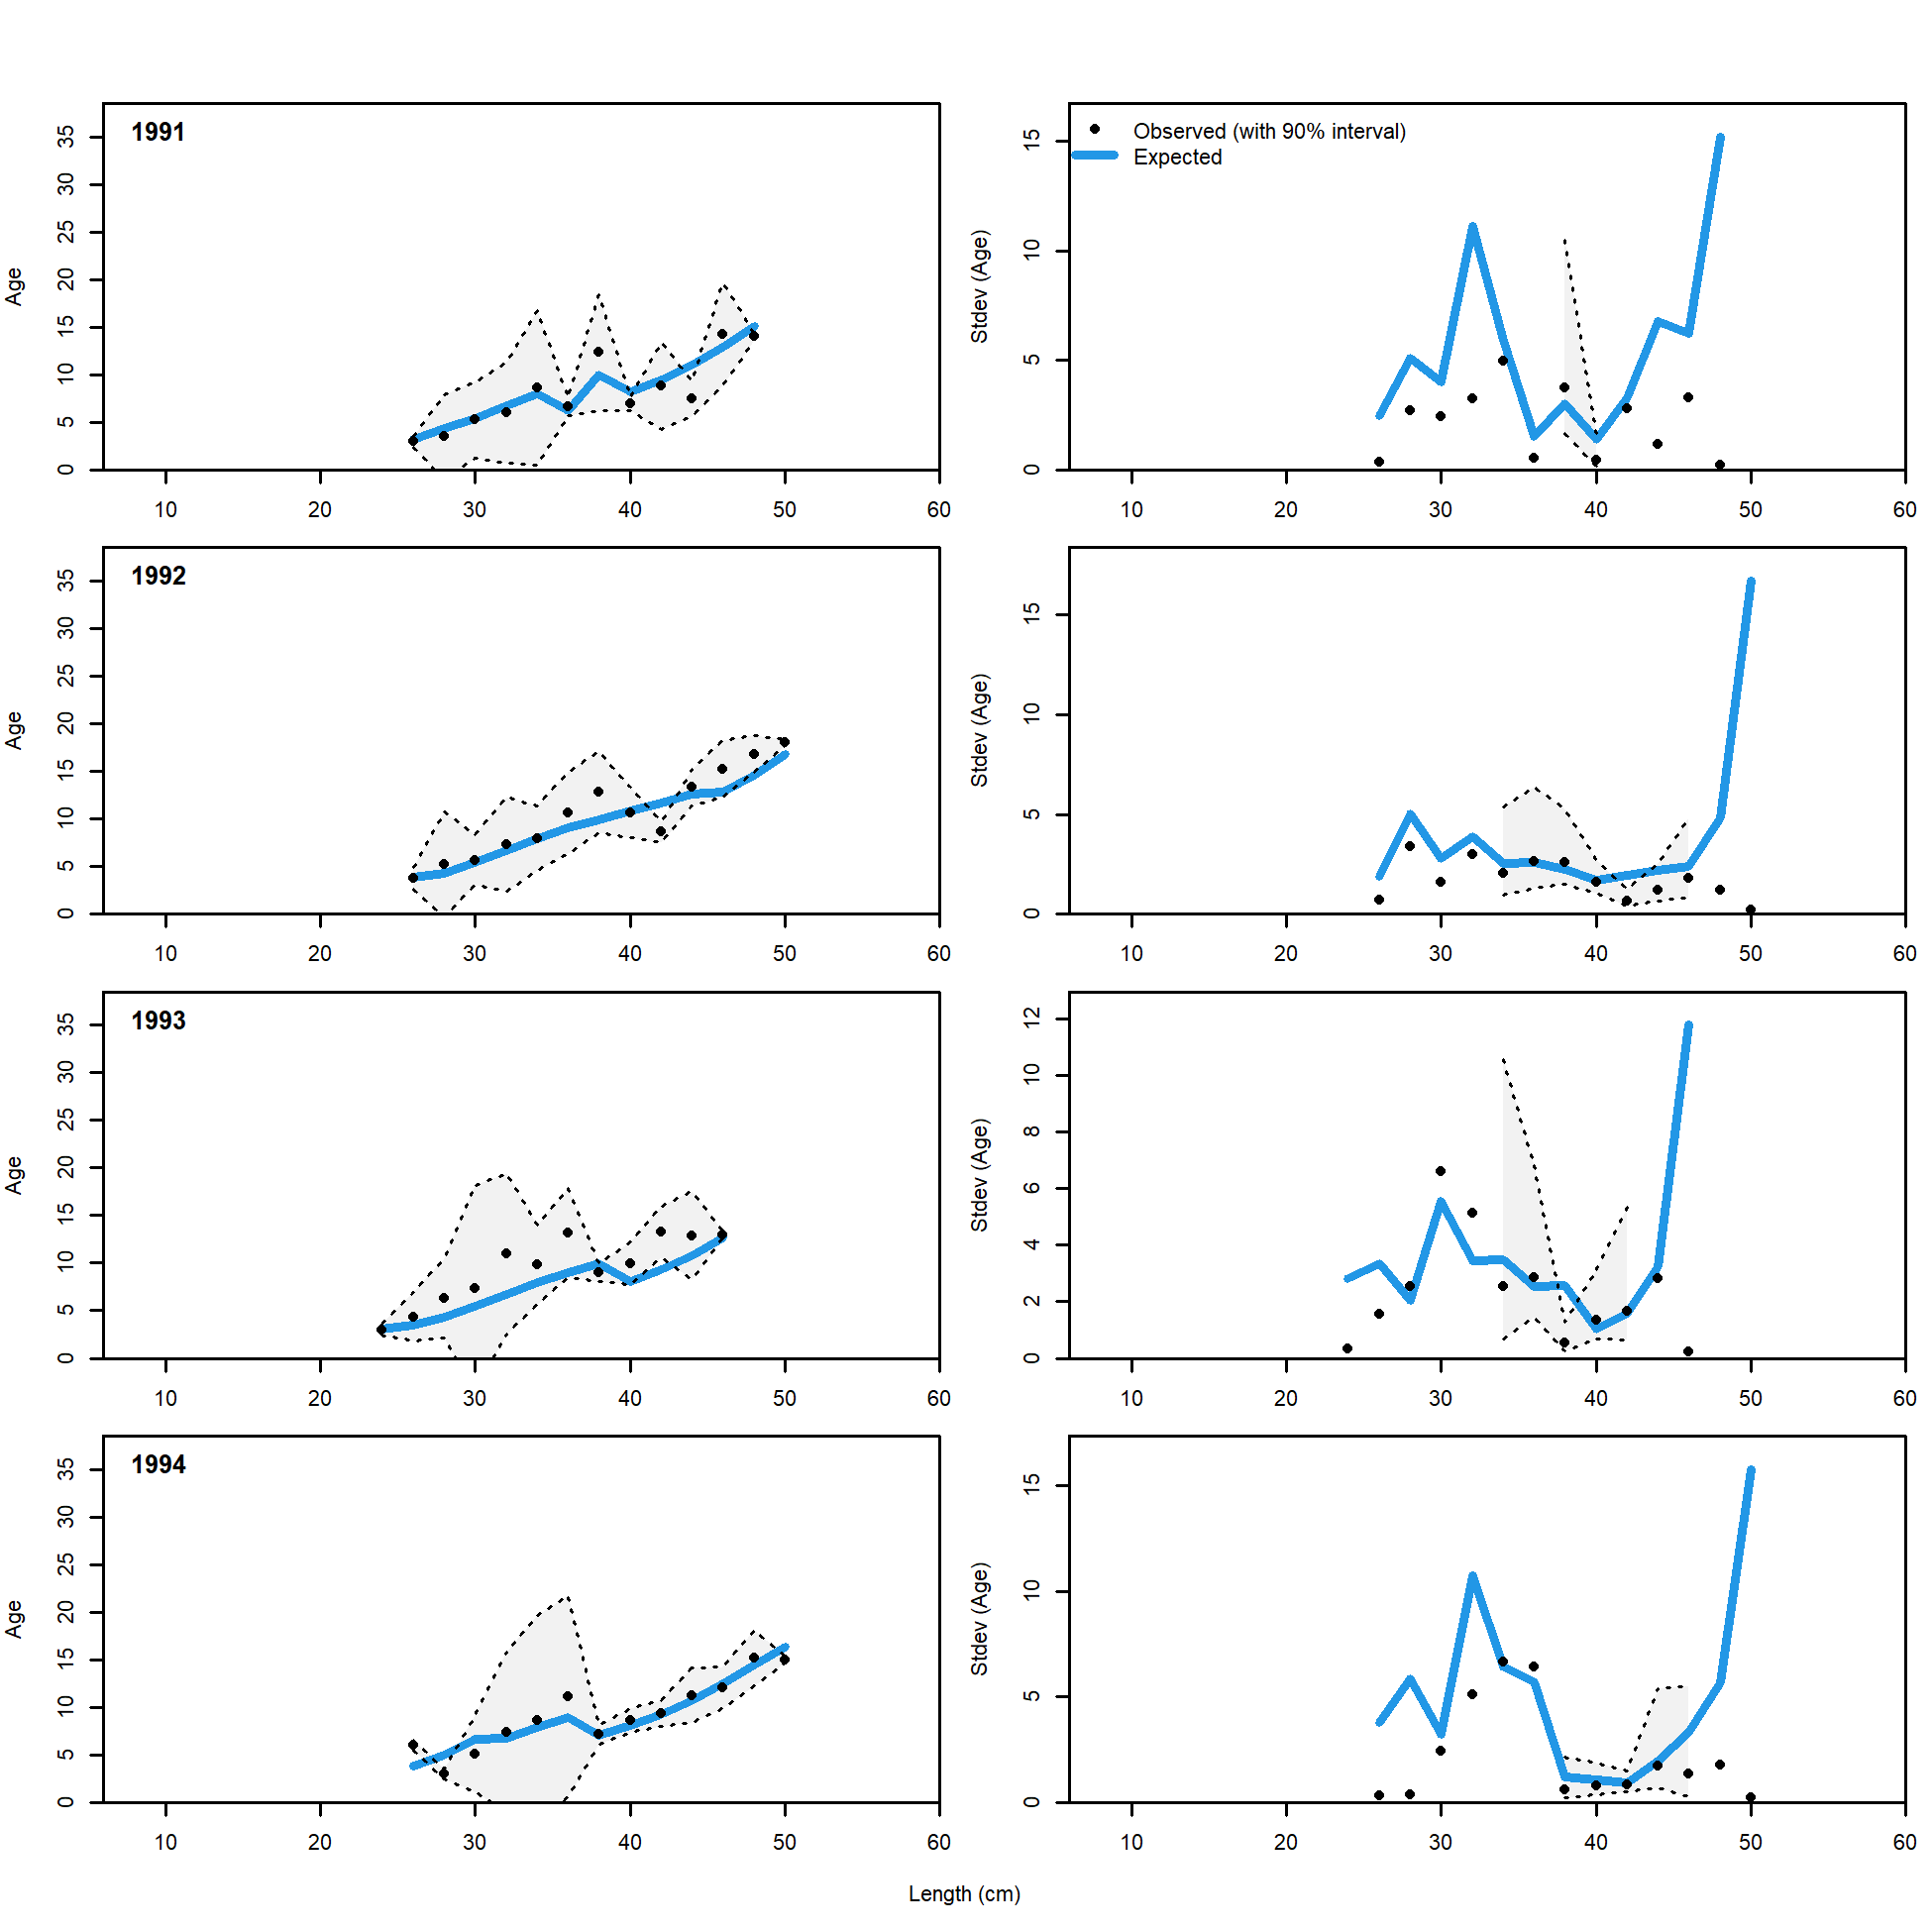 1991
Age
0 5 10 15 20 25 30 35
10 20 30 40 50 60
Observed (with 90% interval)
Expected
Stdev (Age)
0 5 10 15
10 20 30 40 50 60
1992
Age
0 5 10 15 20 25 30 35
10 20 30 40 50 60
Stdev (Age)
0 5 10 15
10 20 30 40 50 60
1993
Age
0 5 10 15 20 25 30 35
10 20 30 40 50 60
Stdev (Age)
0 2 4 6 8 10 12
10 20 30 40 50 60
1994
Age
0 5 10 15 20 25 30 35
10 20 30 40 50 60
Stdev (Age)
0 5 10 15
10 20 30 40 50 60
Length (cm)